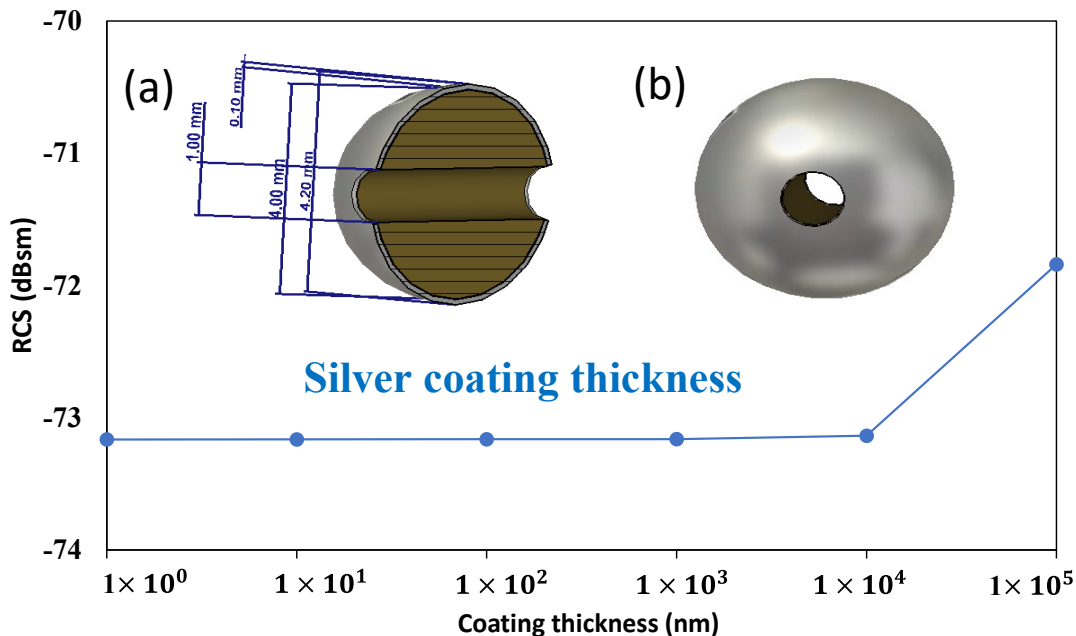 -70
-71
-72
-73
-74
RCS (dBsm)
(a)
(b)
0.10 mm
1.00 mm
4.00 mm
4.20 mm
Silver coating thickness
1 × 10⁰
1 × 10¹
1 × 10²
1 × 10³
1 × 10⁴
1 × 10⁵
Coating thickness (nm)